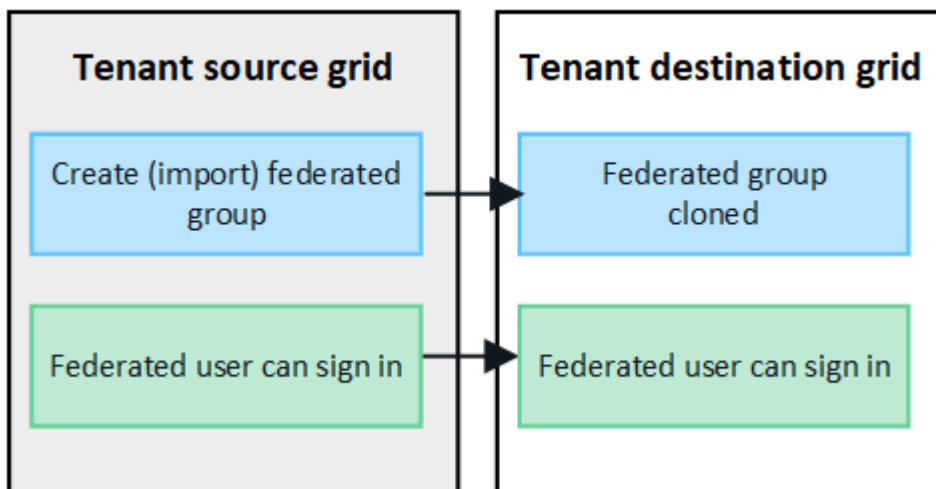 Tenant source grid
Create (import) federated
group
Federated user can sign in
Tenant destination grid
Federated group
cloned
Federated user can sign in